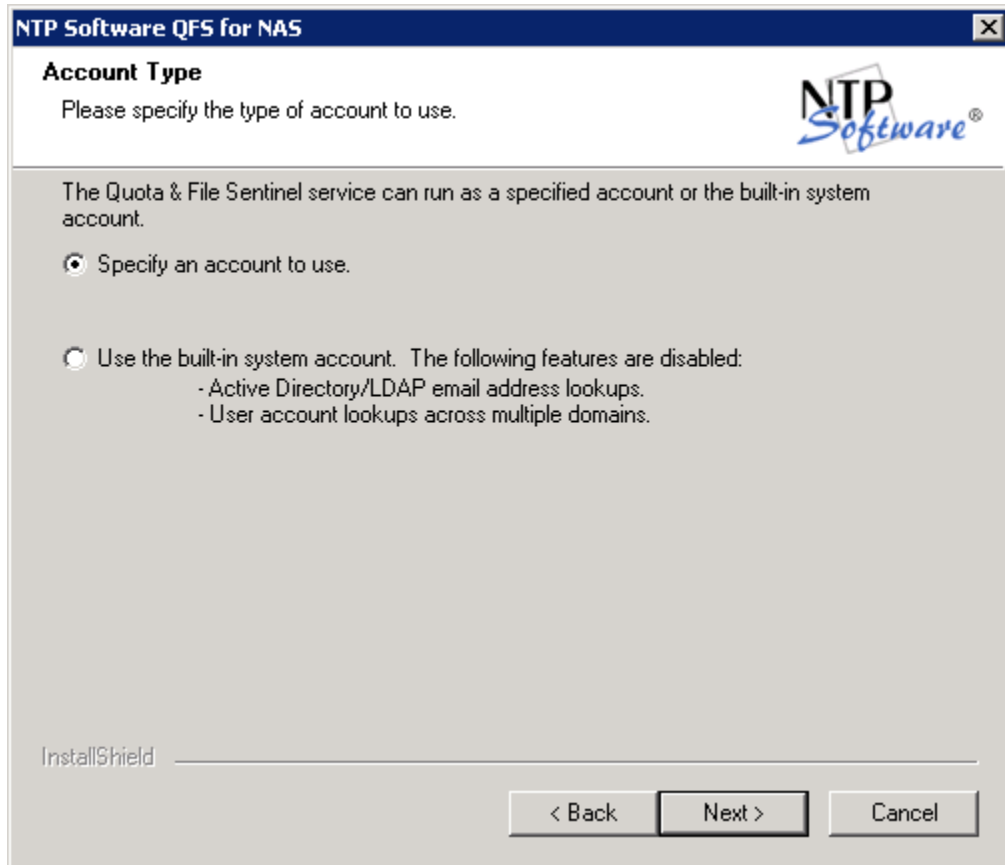 NTP Software QFS for NAS
Account Type
Please specify the type of account to use.
NTP
Software®
The Quota & File Sentinel service can run as a specified account or the built-in system
account.
Specify an account to use.
Use the built-in system account. The following features are disabled:
- Active Directory/LDAP email address lookups.
- User account lookups across multiple domains.
InstallShield
< Back
Next >
Cancel